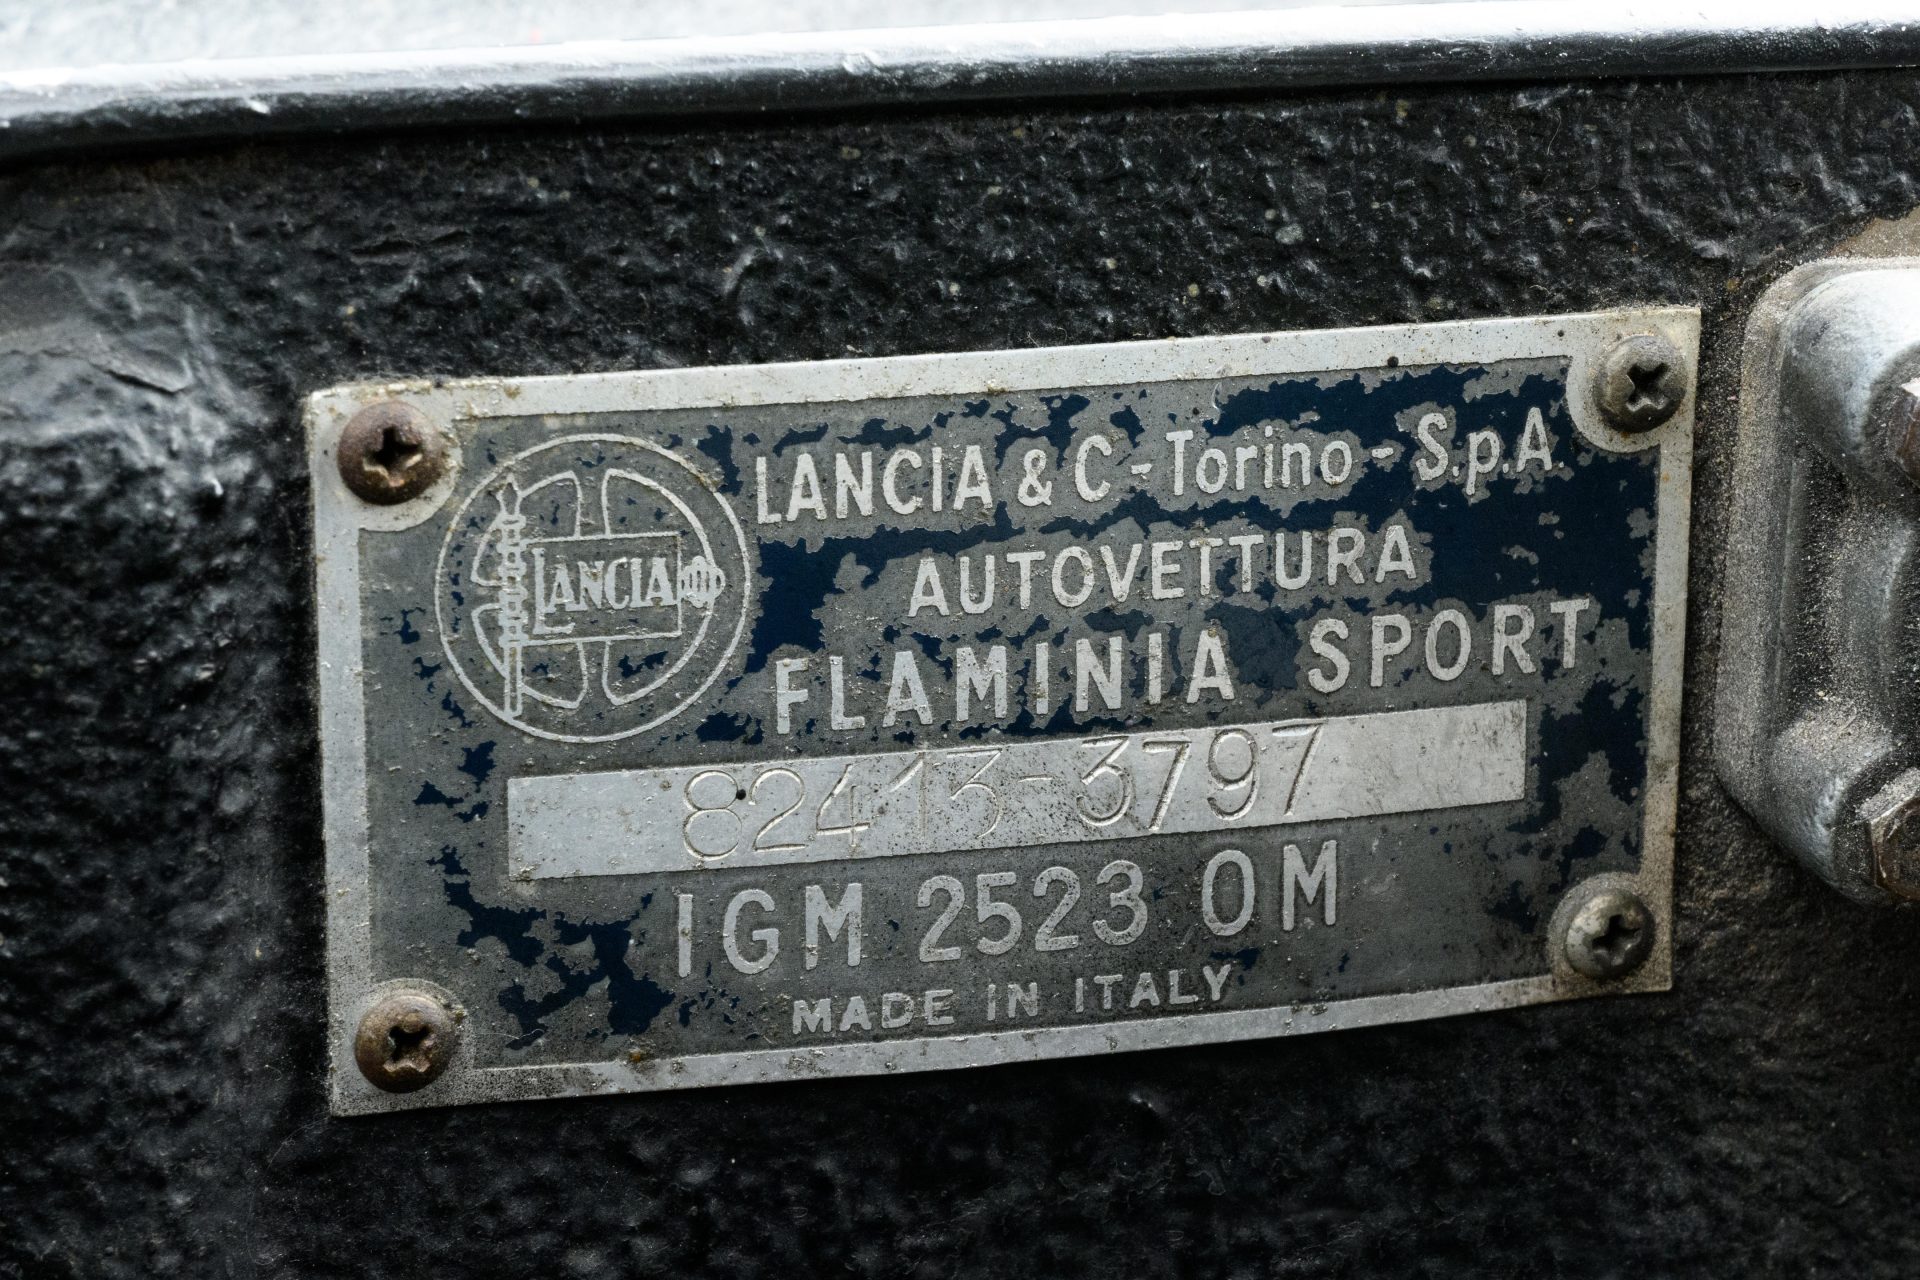 LANCIA & C - Torino - S.p.A.
AUTOVETTURA
LANCIA
FLAMINIA SPORT
82413-3797
IGM 2523 OM
MADE IN ITALY